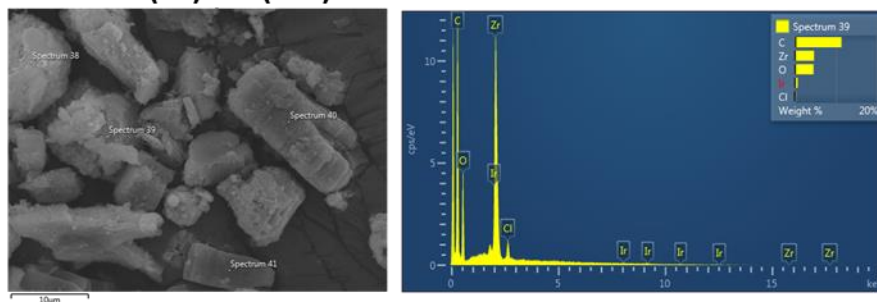 Spectrum 38
Spectrum 39
Spectrum 40
Spectrum 41
10μm
C
Zr
O
Ir
Cl
Ir
Ir
Ir
Ir
Zr
Zr
10
5
0
cps/eV
0
5
10
15
ke
Spectrum 39
C
Zr
O
Cl
Weight %
20%